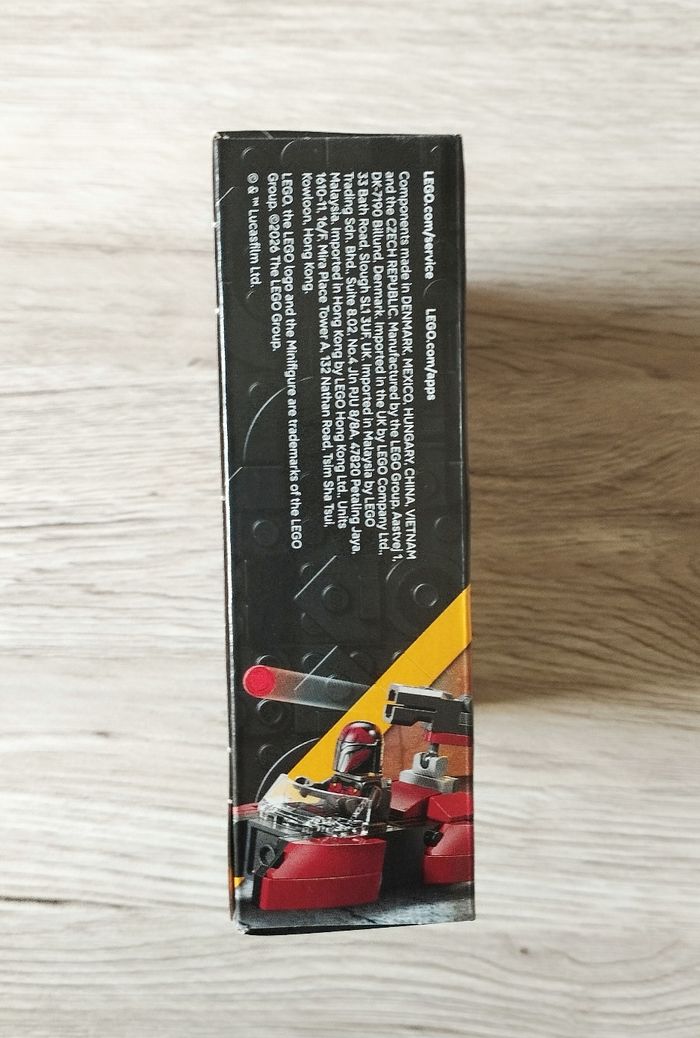 LEGO.com/service LEGO.com/apps
Components made in DENMARK, MEXICO, HUNGARY, CHINA, VIETNAM
and the CZECH REPUBLIC. Manufactured by the LEGO Group, Aastvej 1,
DK-7190 Billund, Denmark. Imported in the UK by LEGO Company Ltd.,
33 Bath Road, Slough SL1 3UF, UK. Imported in Malaysia by LEGO
Trading Sdn. Bhd., Suite 8.02, No.4 Jln PJU 8/8A, 47820 Petaling Jaya,
Malaysia. Imported in Hong Kong by LEGO Hong Kong Ltd., Units
1610-11, 16/F, Mira Place Tower A, 132 Nathan Road, Tsim Sha Tsui,
Kowloon, Hong Kong.
LEGO, the LEGO logo and the Minifigure are trademarks of the LEGO
Group. ©2026 The LEGO Group.
© & ™ Lucasfilm Ltd.